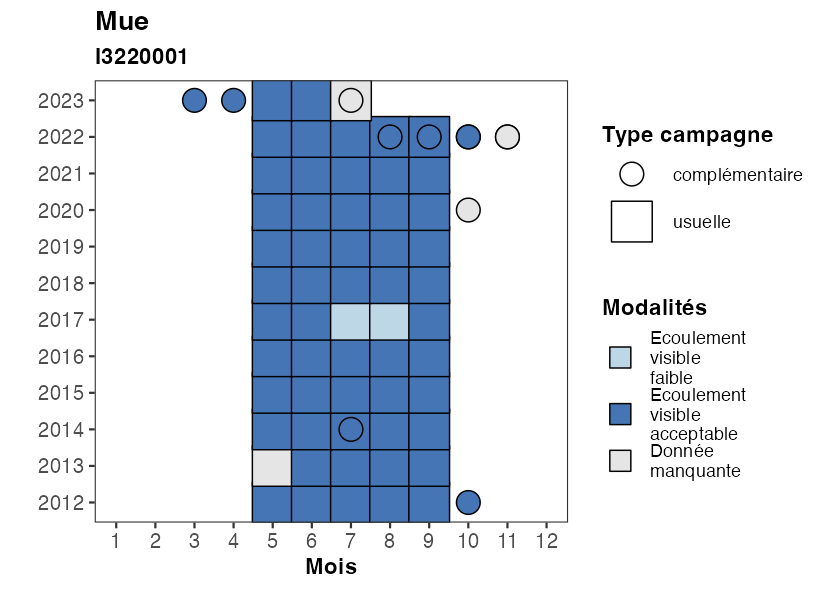 Mue
I3220001
2023
2022
2021
2020
2019
2018
2017
2016
2015
2014
2013
2012
1 2 3 4 5 6 7 8 9 10 11 12
Mois
Type campagne
complémentaire
usuelle
Modalités
Ecoulement
visible
faible
Ecoulement
visible
acceptable
Donnée
manquante